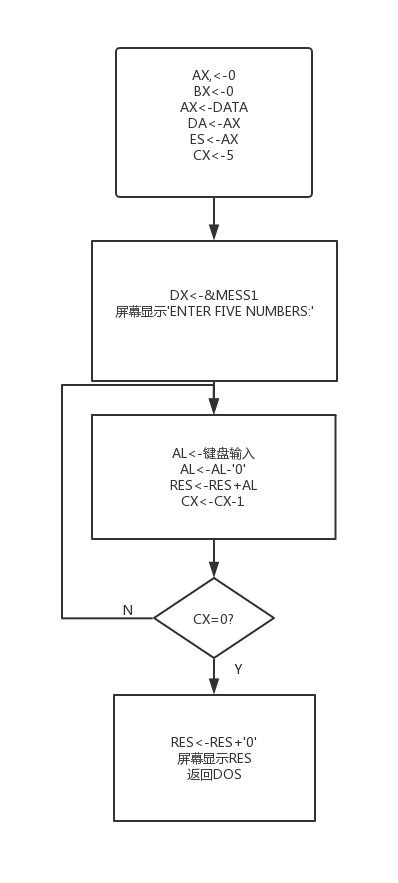 AX,<-0
BX<-0
AX<-DATA
DA<-AX
ES<-AX
CX<-5
DX<-&MESS1
屏幕显示'ENTER FIVE NUMBERS:'
AL<-键盘输入
AL<-AL-'0'
RES<-RES+AL
CX<-CX-1
N
CX=0?
Y
RES<-RES+'0'
屏幕显示RES
返回DOS